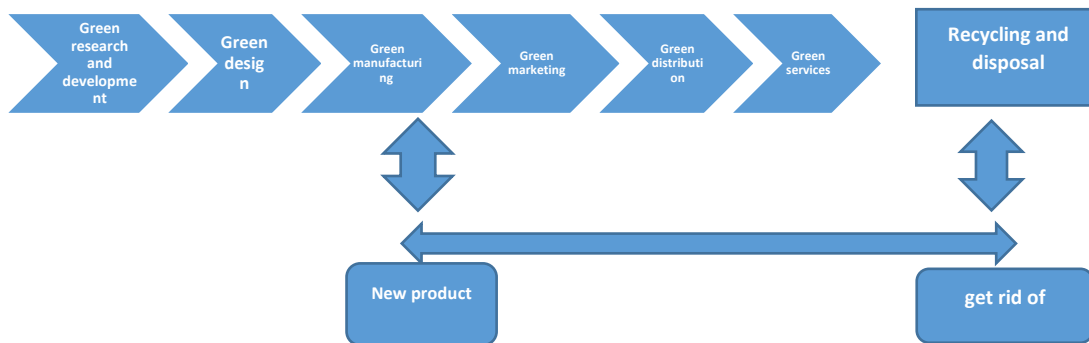 Green
research
and
developme
nt
Green
desig
n
Green
manufacturi
ng
Green
marketing
Green
distributi
on
Green
services
Recycling and
disposal
New product
get rid of